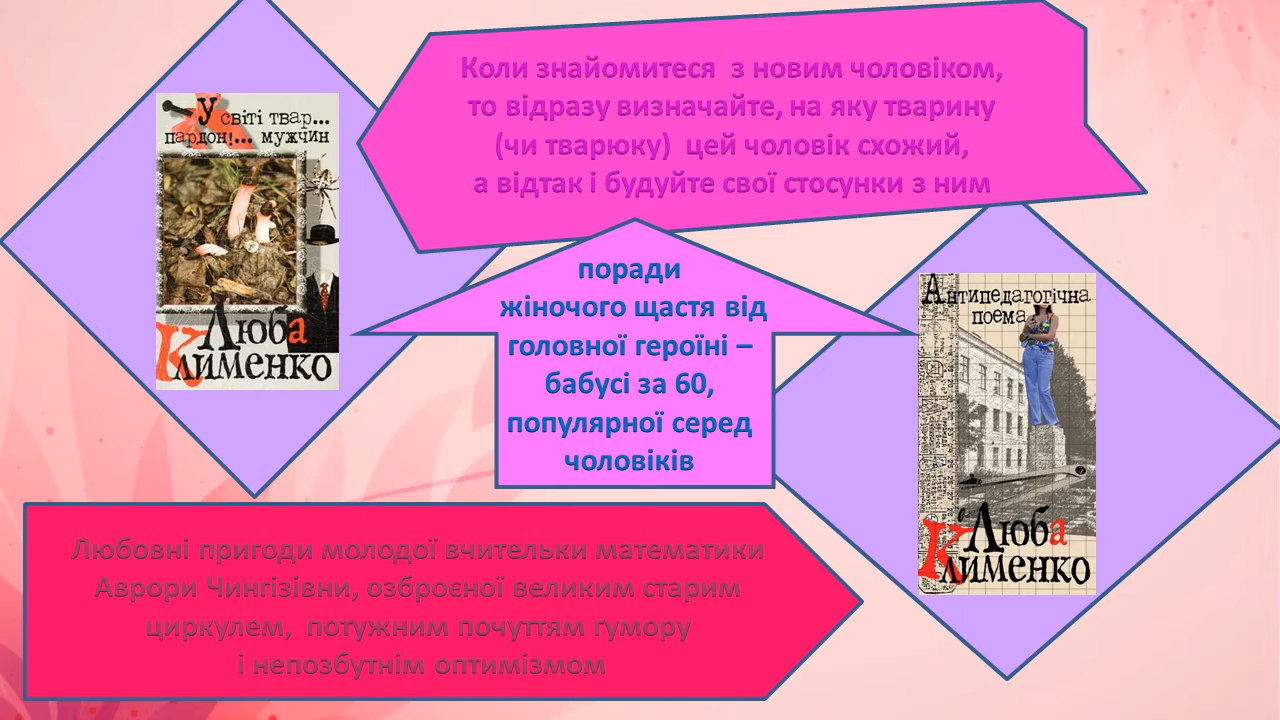 Коли знайомитеся з новим чоловіком,
то відразу визначайте, на яку тварину
(чи тварюку) цей чоловік схожий,
а відтак і будуйте свої стосунки з ним
У світі твар...
пардон!... мужчин
Люба
Клименко
поради
жіночого щастя від
головної героїні –
бабусі за 60,
популярної серед
чоловіків
Антипедагогічна
поема
Люба
Клименко
Любовні пригоди молодої вчительки математики
Аврори Чингізівни, озброєної великим старим
циркулем, потужним почуттям гумору
і непозбутнім оптимізмом